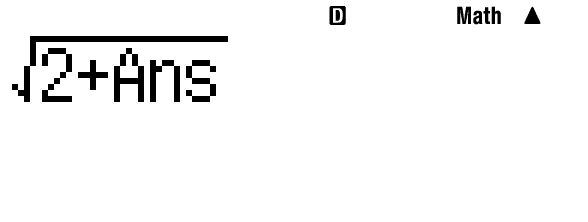 D Math ▲
√2+Ans